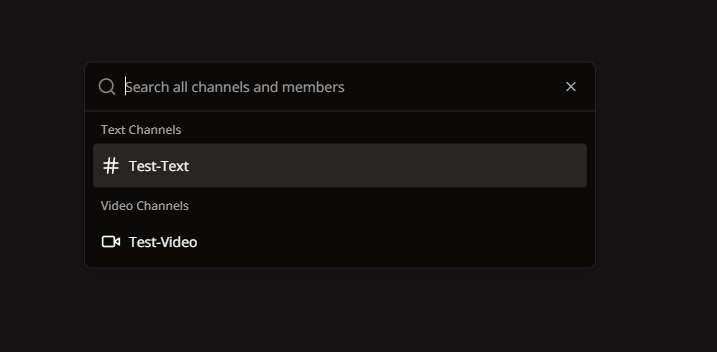 Search all channels and members
Text Channels
Test-Text
Video Channels
Test-Video